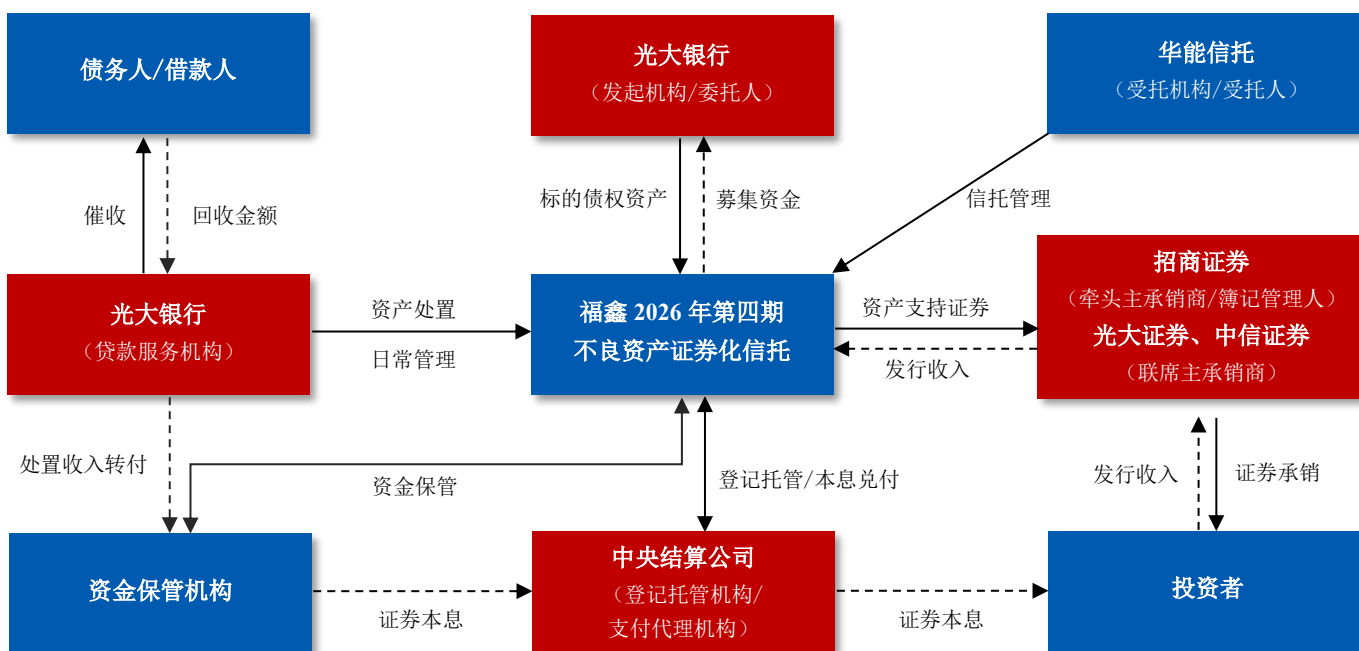 债务人/借款人
光大银行
（发起机构/委托人）
华能信托
（受托机构/受托人）
催收
回收金额
标的债权资产
募集资金
信托管理
光大银行
（贷款服务机构）
资产处置
日常管理
福鑫 2026 年第四期
不良资产证券化信托
资产支持证券
发行收入
招商证券
（牵头主承销商/簿记管理人）
光大证券、中信证券
（联席主承销商）
处置收入转付
资金保管
登记托管/本息兑付
发行收入
证券承销
资金保管机构
证券本息
中央结算公司
（登记托管机构/
支付代理机构）
证券本息
投资者